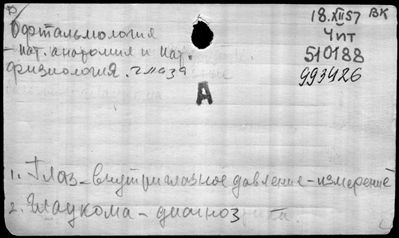 Офтальмология
18.XII57 ВК
- пат. анатомия и пат.
Чит
физиология.
510188
993426
А
1. Глаз - внутриглазное давление - измерение
2. Глаукома - диагноз